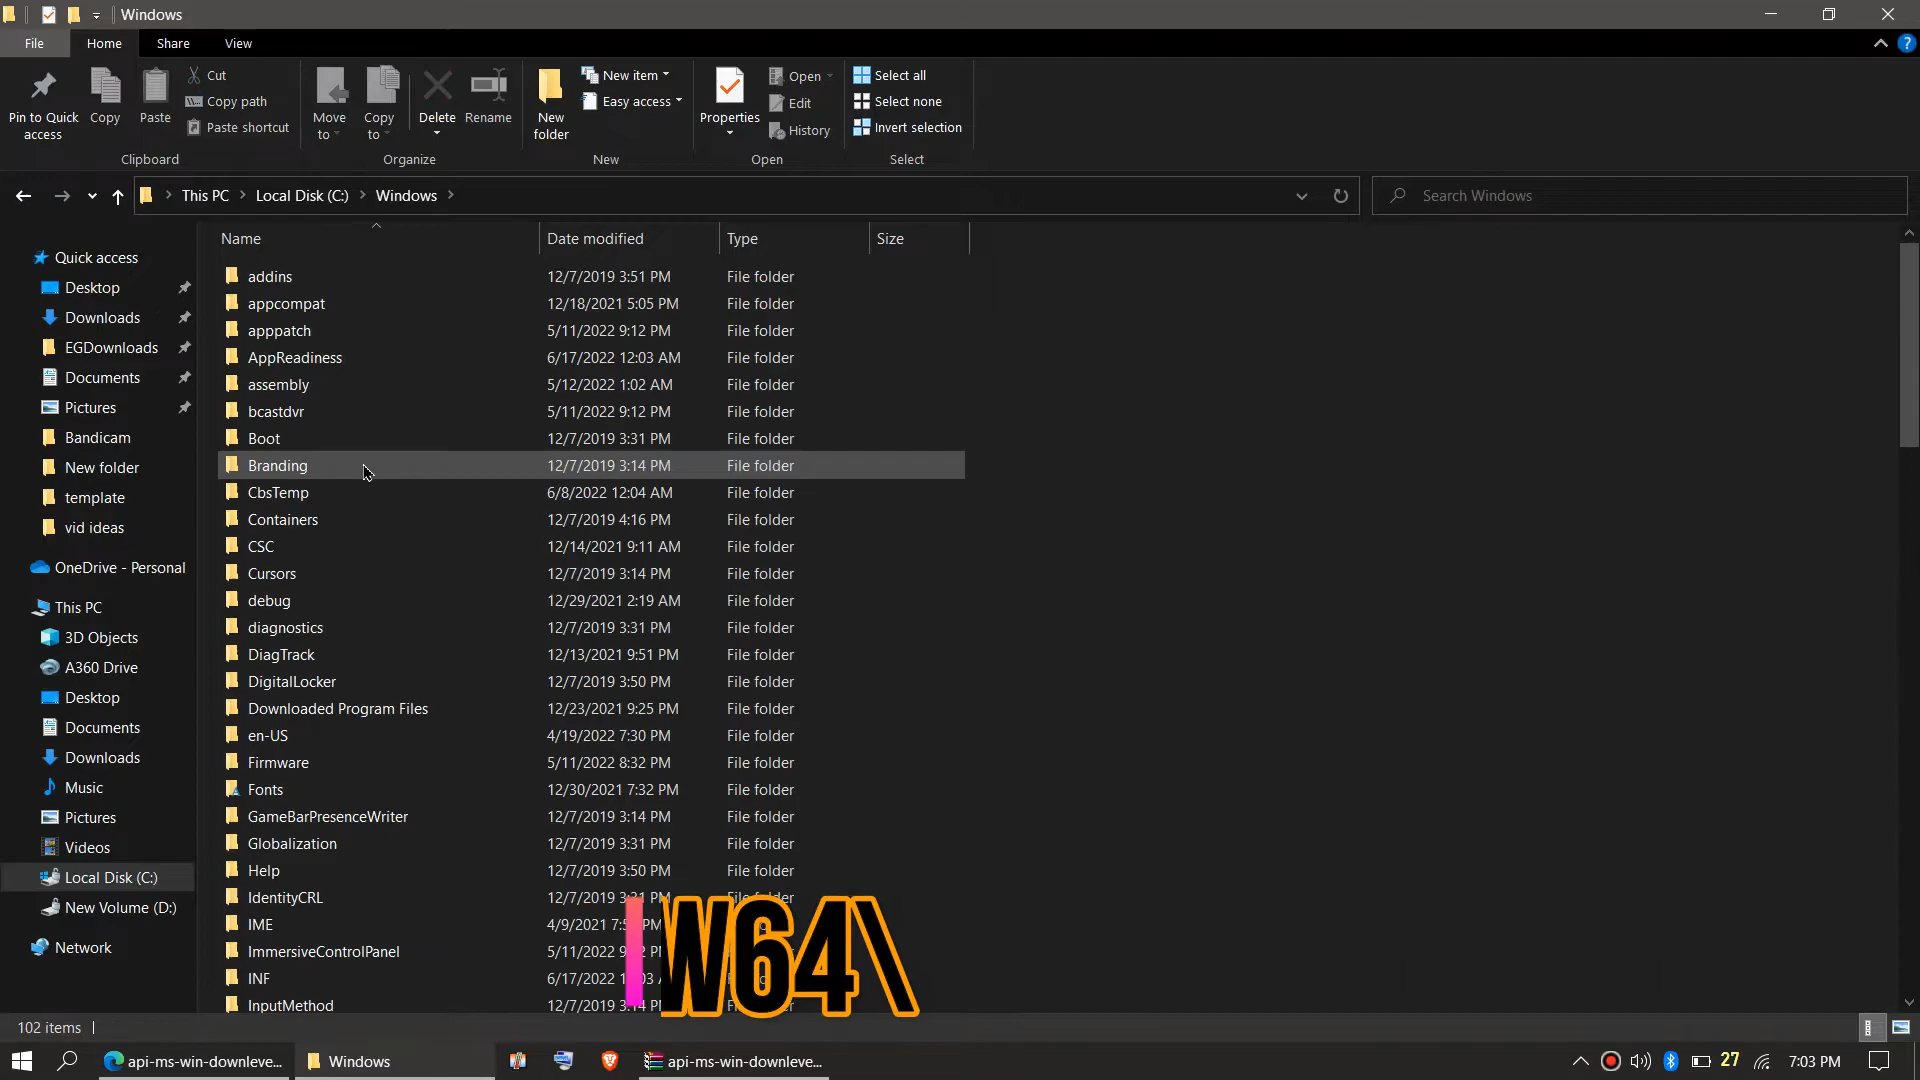 Windows
File Home Share View
Pin to Quick access
Copy
Paste
Cut
Copy path
Paste shortcut
Clipboard
Move to
Copy to
Delete
Rename
Organize
New folder
New item
Easy access
New
Properties
Open
Edit
History
Open
Select all
Select none
Invert selection
Select
This PC Local Disk (C:) Windows
Search Windows
Quick access
Desktop
Downloads
EGDownloads
Documents
Pictures
Bandicam
New folder
template
vid ideas
OneDrive - Personal
This PC
3D Objects
A360 Drive
Desktop
Documents
Downloads
Music
Pictures
Videos
Local Disk (C:)
New Volume (D:)
Network
Name Date modified Type Size
addins 12/7/2019 3:51 PM File folder
appcompat 12/18/2021 5:05 PM File folder
apppatch 5/11/2022 9:12 PM File folder
AppReadiness 6/17/2022 12:03 AM File folder
assembly 5/12/2022 1:02 AM File folder
bcastdvr 5/11/2022 9:12 PM File folder
Boot 12/7/2019 3:31 PM File folder
Branding 12/7/2019 3:14 PM File folder
CbsTemp 6/8/2022 12:04 AM File folder
Containers 12/7/2019 4:16 PM File folder
CSC 12/14/2021 9:11 AM File folder
Cursors 12/7/2019 3:14 PM File folder
debug 12/29/2021 2:19 AM File folder
diagnostics 12/7/2019 3:31 PM File folder
DiagTrack 12/13/2021 9:51 PM File folder
DigitalLocker 12/7/2019 3:50 PM File folder
Downloaded Program Files 12/23/2021 9:25 PM File folder
en-US 4/19/2022 7:30 PM File folder
Firmware 5/11/2022 8:32 PM File folder
Fonts 12/30/2021 7:32 PM File folder
GameBarPresenceWriter 12/7/2019 3:14 PM File folder
Globalization 12/7/2019 3:31 PM File folder
Help 12/7/2019 3:50 PM File folder
IdentityCRL 12/7/2019
IME 4/9/2021
ImmersiveControlPanel 5/11/2022
INF 6/17/2022
InputMethod 12/7/2019
W64\
102 items
api-ms-win-downleve...
Windows
api-ms-win-downleve...
27
7:03 PM